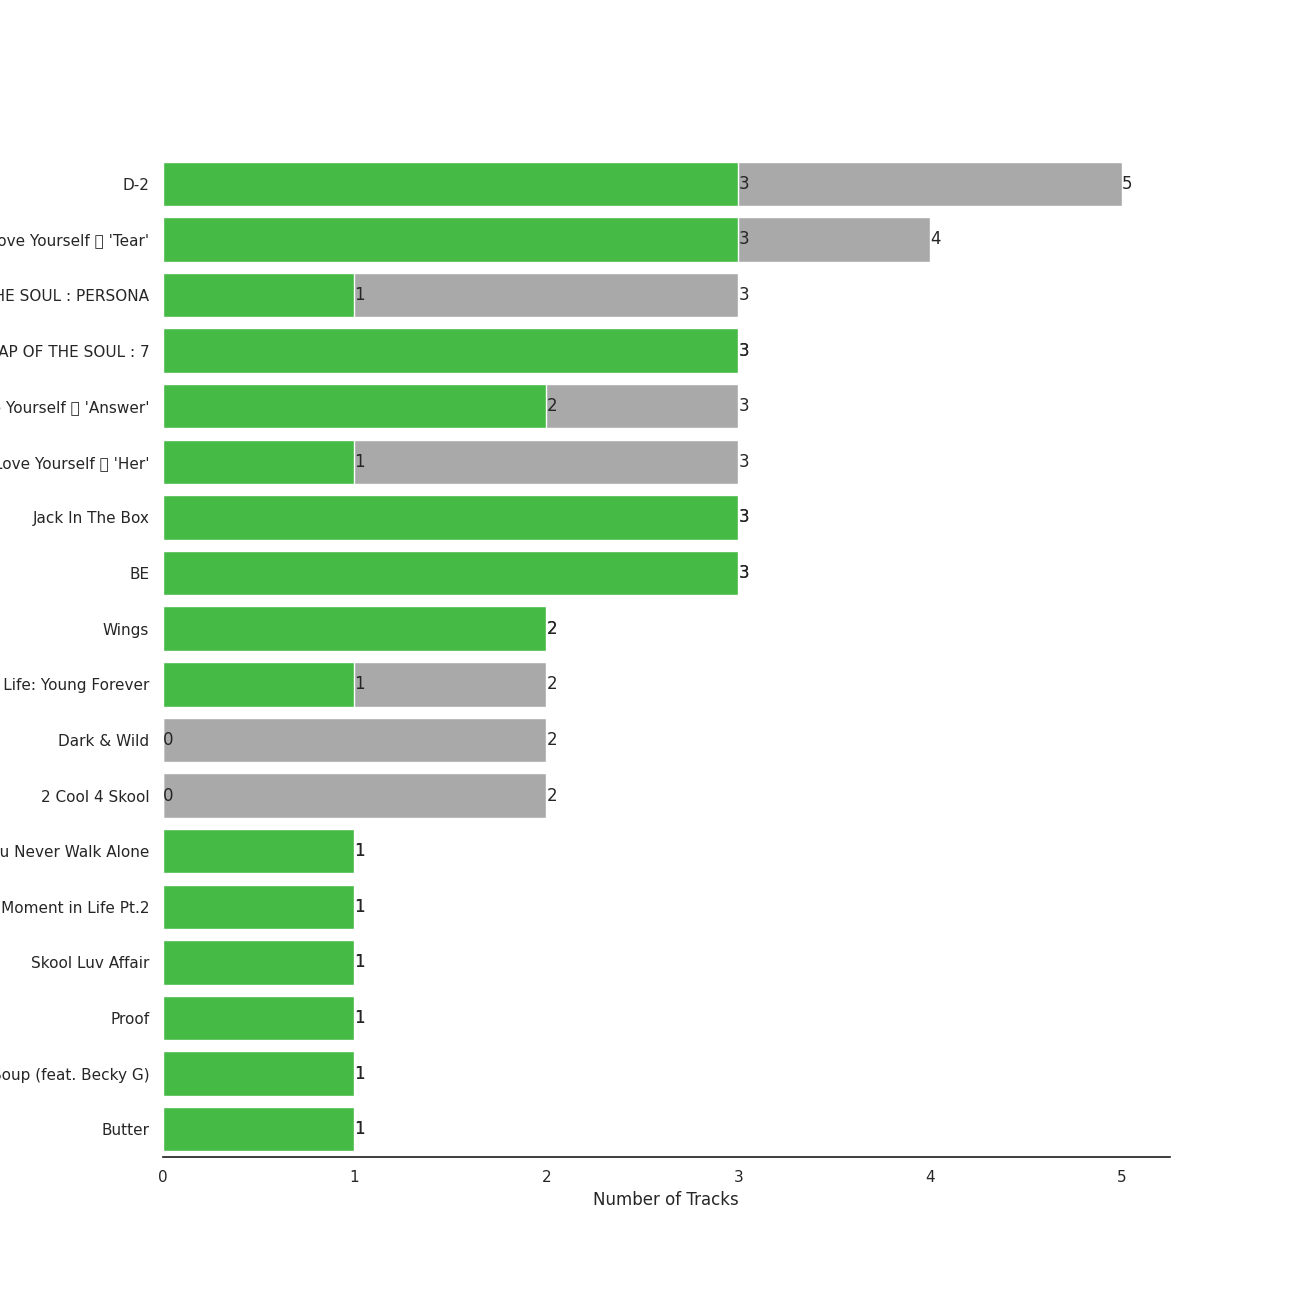 D-2 3 5
ove Yourself 'Tear' 3 4
HE SOUL : PERSONA 1 3
AP OF THE SOUL : 7 3
Yourself 'Answer' 2 3
Love Yourself 'Her' 1 3
Jack In The Box 3
BE 3
Wings 2
Life: Young Forever 1 2
Dark & Wild 0 2
2 Cool 4 Skool 0 2
u Never Walk Alone 1
Moment in Life Pt.2 1
Skool Luv Affair 1
Proof 1
Soup (feat. Becky G) 1
Butter 1
0 1 2 3 4 5
Number of Tracks